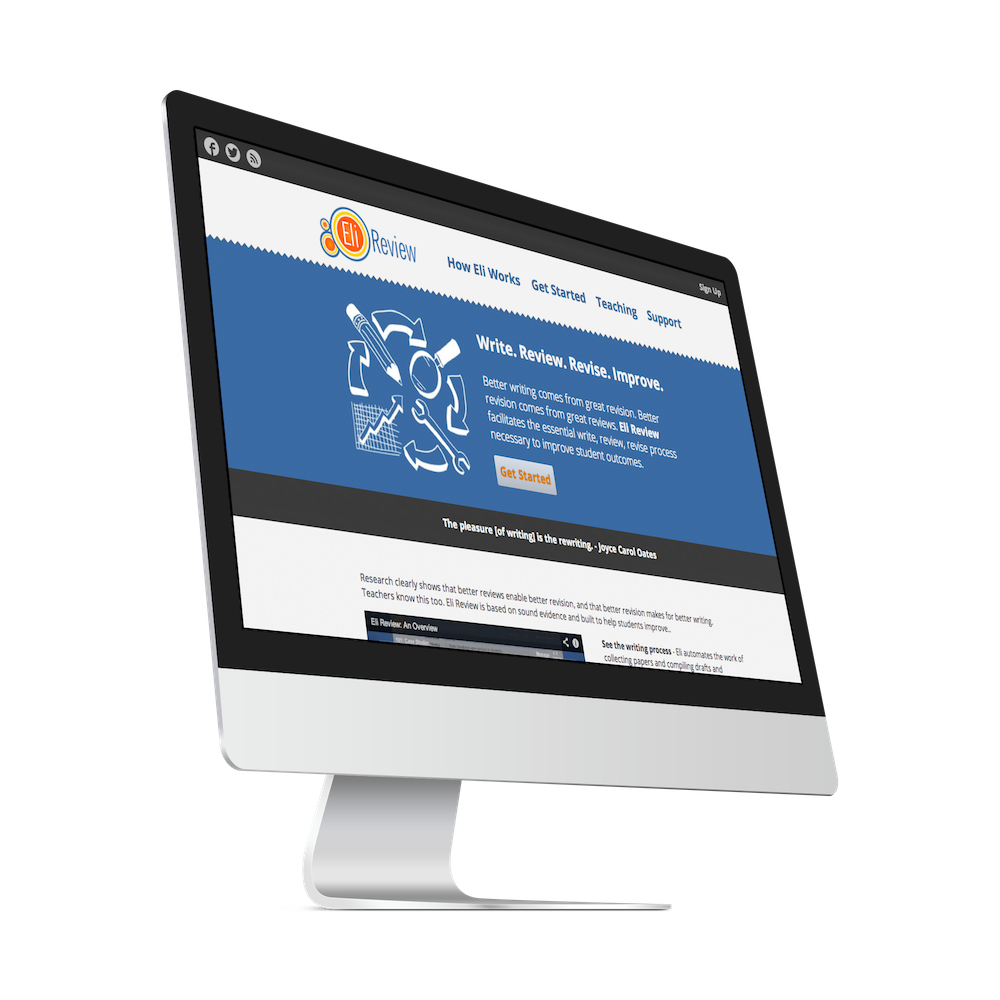 Sign Up
Eli Review
How Eli Works Get Started Teaching Support
Write. Review. Revise. Improve.
Better writing comes from great revision. Better
revision comes from great reviews. Eli Review
facilitates the essential write, review, revise process
necessary to improve student outcomes.
Get Started
The pleasure [of writing] is the rewriting. - Joyce Carol Oates
Research clearly shows that better reviews enable better revision, and that better revision makes for better writing.
Teachers know this too. Eli Review is based on sound evidence and built to help students improve..
Eli Review: An Overview
See the writing process - Eli automates the work of
collecting papers and compiling drafts and